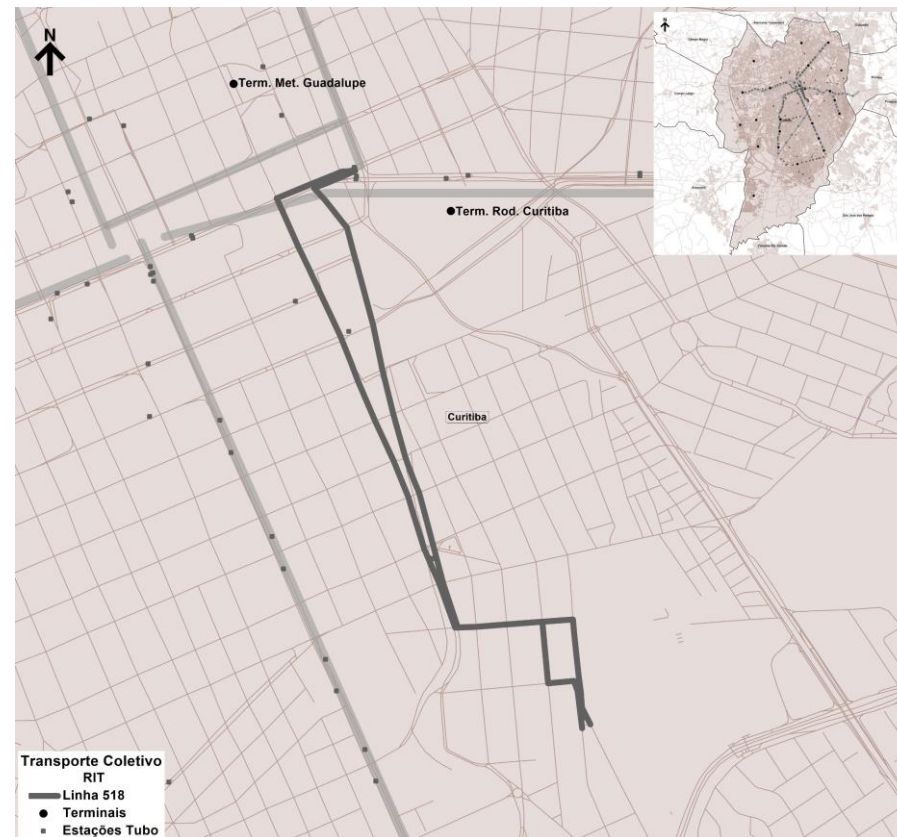 N
Term. Met. Guadalupe
Term. Rod. Curitiba
Curitiba
Transporte Coletivo
RIT
Linha 518
Terminais
Estações Tubo